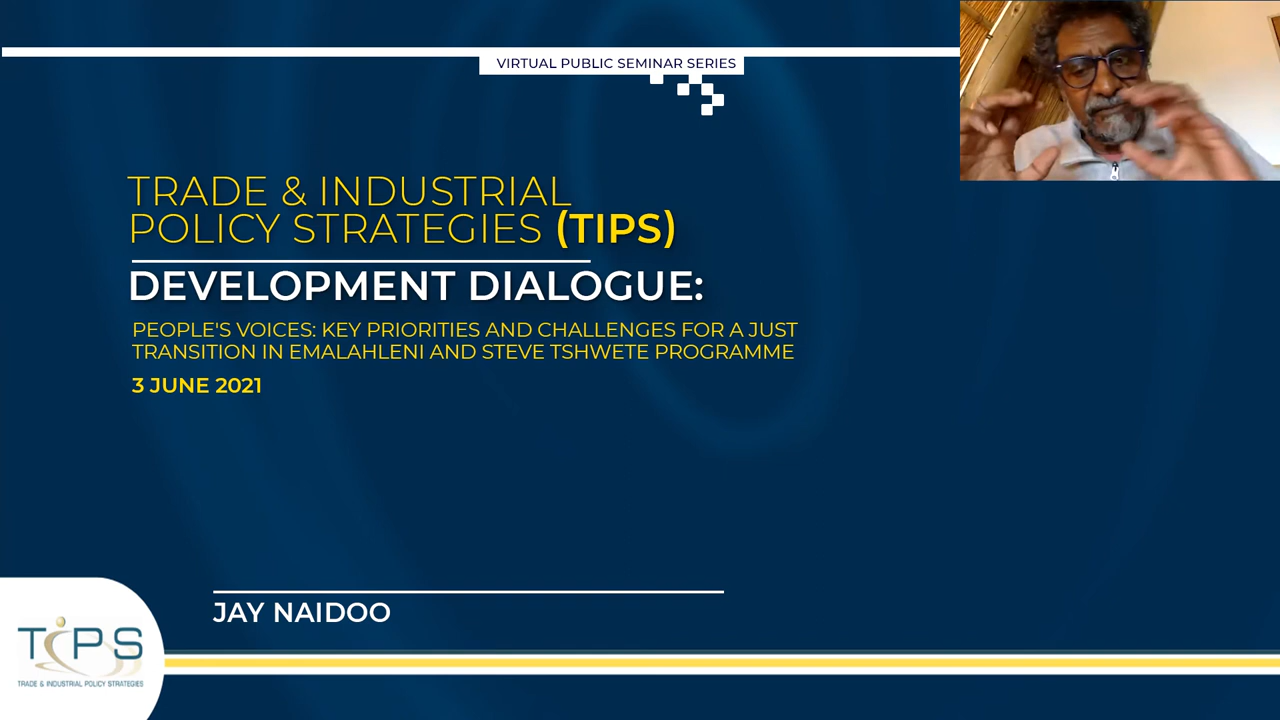 VIRTUAL PUBLIC SEMINAR SERIES
TRADE & INDUSTRIAL
POLICY STRATEGIES (TIPS)
DEVELOPMENT DIALOGUE:
PEOPLE'S VOICES: KEY PRIORITIES AND CHALLENGES FOR A JUST
TRANSITION IN EMALAHLENI AND STEVE TSHWETE PROGRAMME
3 JUNE 2021
JAY NAIDOO
TiPS
TRADE & INDUSTRIAL POLICY STRATEGIES